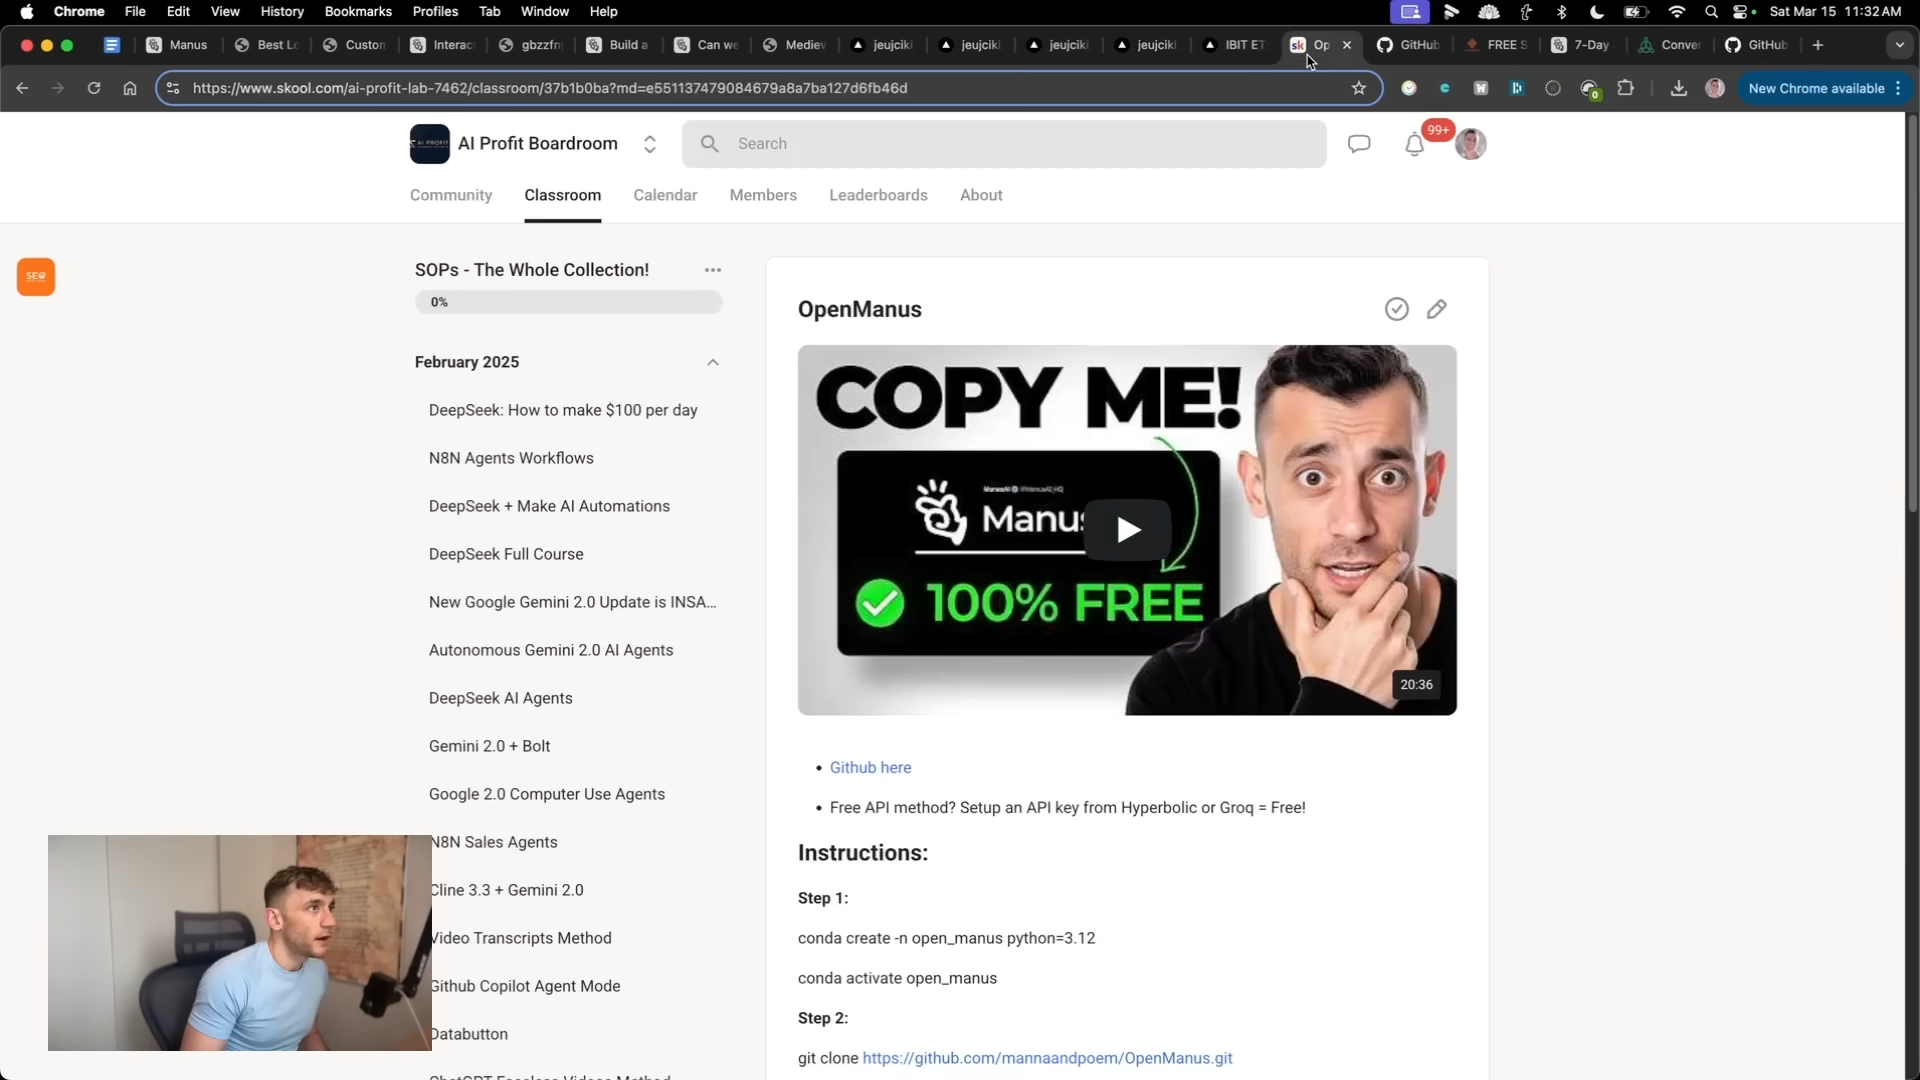 Chrome File Edit View History Bookmarks Profiles Tab Window Help Sat Mar 15 11:32 AM
Manus Best Lo Custon Interac gbzzfn Build a Can we Mediev jeujciki jeujciki jeujciki jeujciki IBIT ET Op GitHub FREE S 7-Day Conver GitHub
https://www.skool.com/ai-profit-lab-7462/classroom/37b1b0ba?md=e551137479084679a8a7ba127d6fb46d
New Chrome available
AI Profit Boardroom
Search
99+
Community Classroom Calendar Members Leaderboards About
SOPs - The Whole Collection!
0%
February 2025
DeepSeek: How to make $100 per day
N8N Agents Workflows
DeepSeek + Make AI Automations
DeepSeek Full Course
New Google Gemini 2.0 Update is INSA...
Autonomous Gemini 2.0 AI Agents
DeepSeek AI Agents
Gemini 2.0 + Bolt
Google 2.0 Computer Use Agents
N8N Sales Agents
Cline 3.3 + Gemini 2.0
Video Transcripts Method
Github Copilot Agent Mode
Databutton
OpenManus
COPY ME!
Manus
100% FREE
20:36
Github here
Free API method? Setup an API key from Hyperbolic or Groq = Free!
Instructions:
Step 1:
conda create -n open_manus python=3.12
conda activate open_manus
Step 2:
git clone https://github.com/mannaandpoem/OpenManus.git